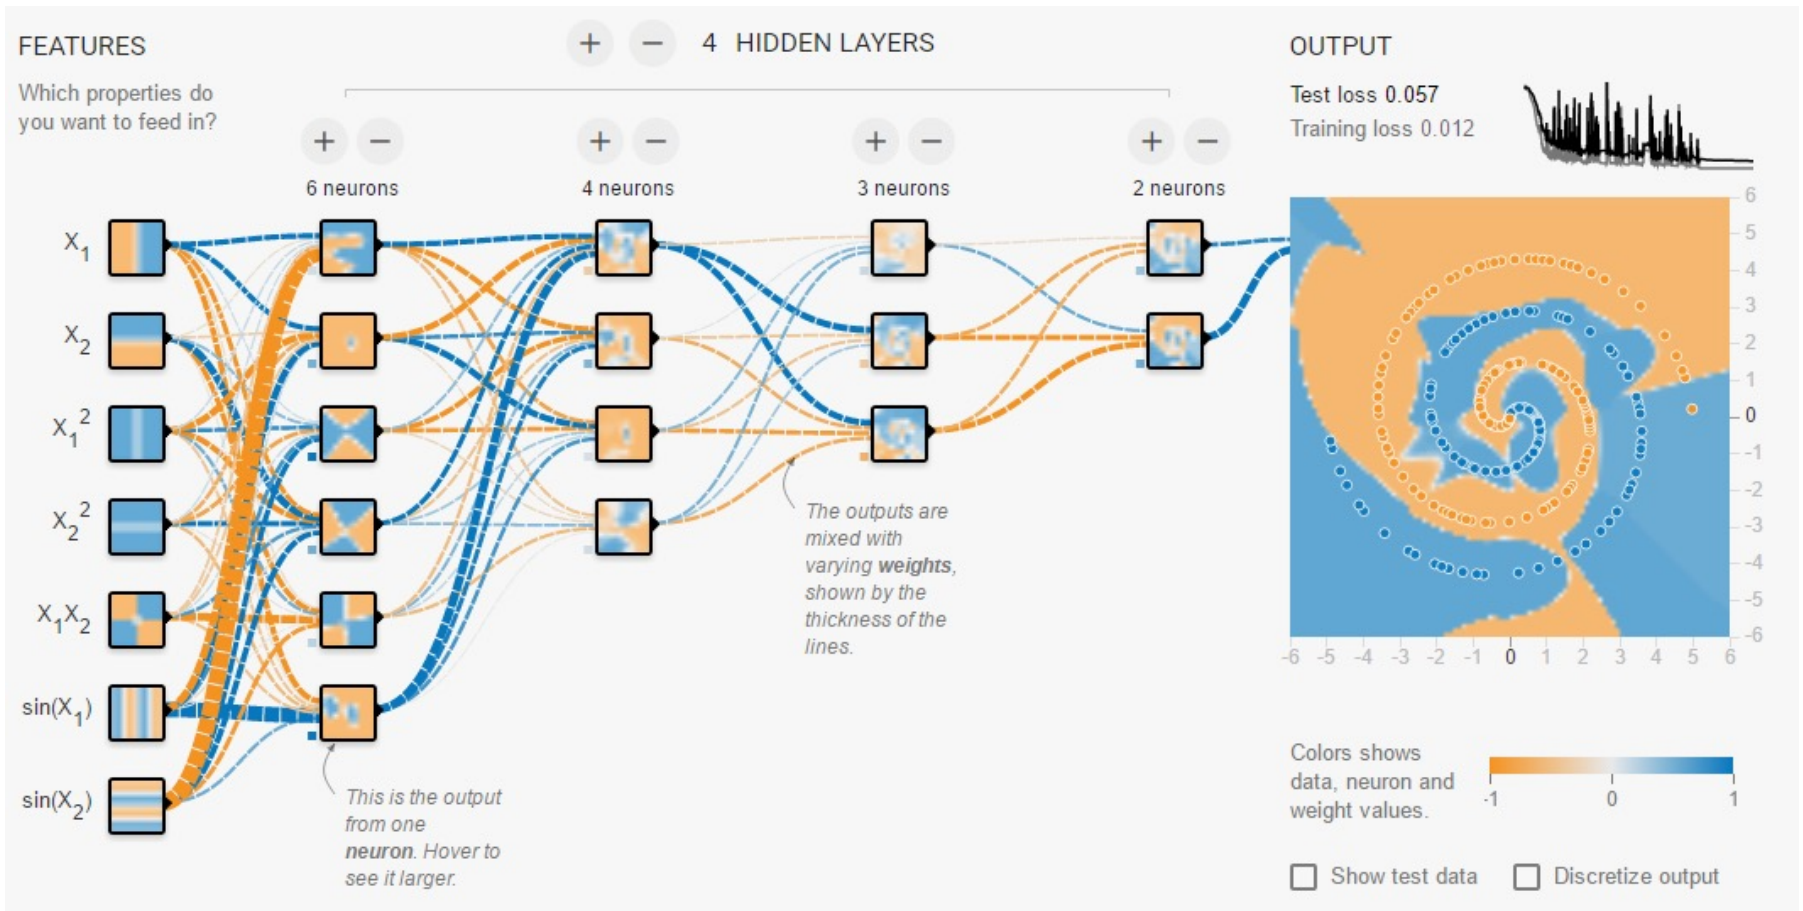 FEATURES
Which properties do
you want to feed in?
+ − 4 HIDDEN LAYERS
+ −
6 neurons
+ −
4 neurons
+ −
3 neurons
+ −
2 neurons
X₁
X₂
X₁²
X₂²
X₁X₂
sin(X₁)
sin(X₂)
This is the output
from one
neuron. Hover to
see it larger.
The outputs are
mixed with
varying weights,
shown by the
thickness of the
lines.
OUTPUT
Test loss 0.057
Training loss 0.012
6
5
4
3
2
1
0
-1
-2
-3
-4
-5
-6
-6 -5 -4 -3 -2 -1 0 1 2 3 4 5 6
Colors shows
data, neuron and
weight values.
-1 0 1
Show test data
Discretize output